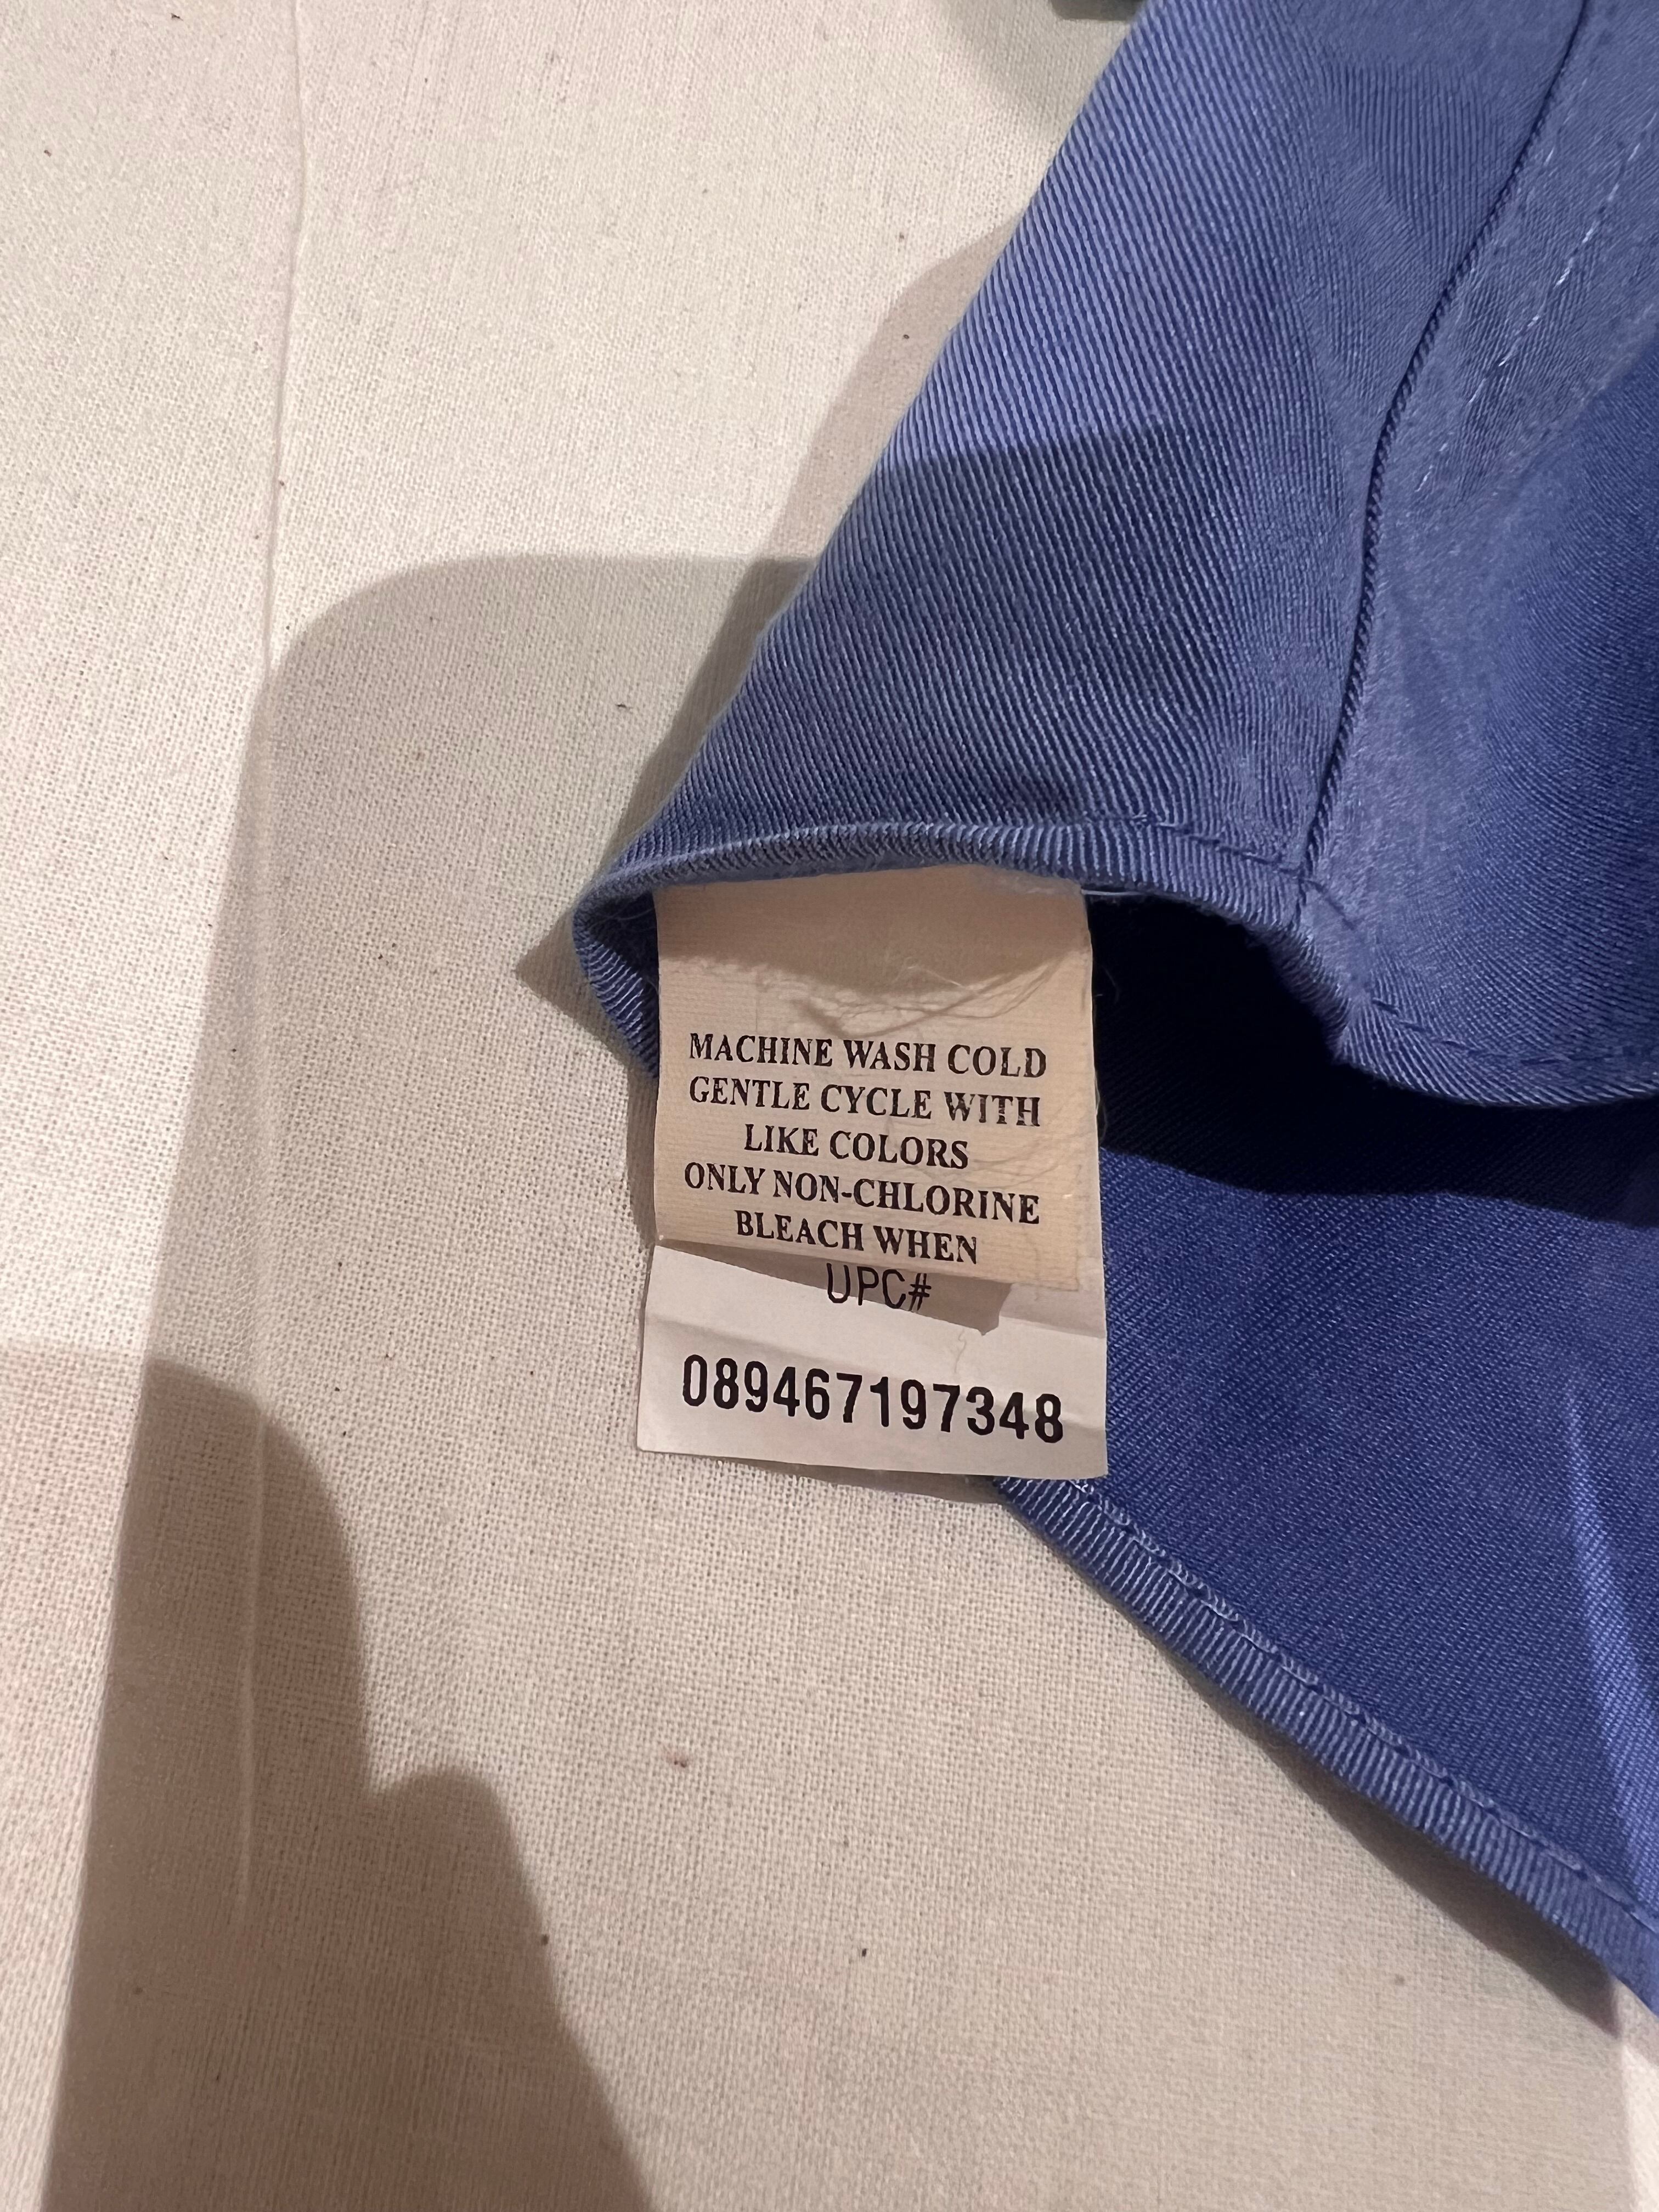 MACHINE WASH COLD
GENTLE CYCLE WITH
LIKE COLORS
ONLY NON-CHLORINE
BLEACH WHEN
UPC#
089467197348